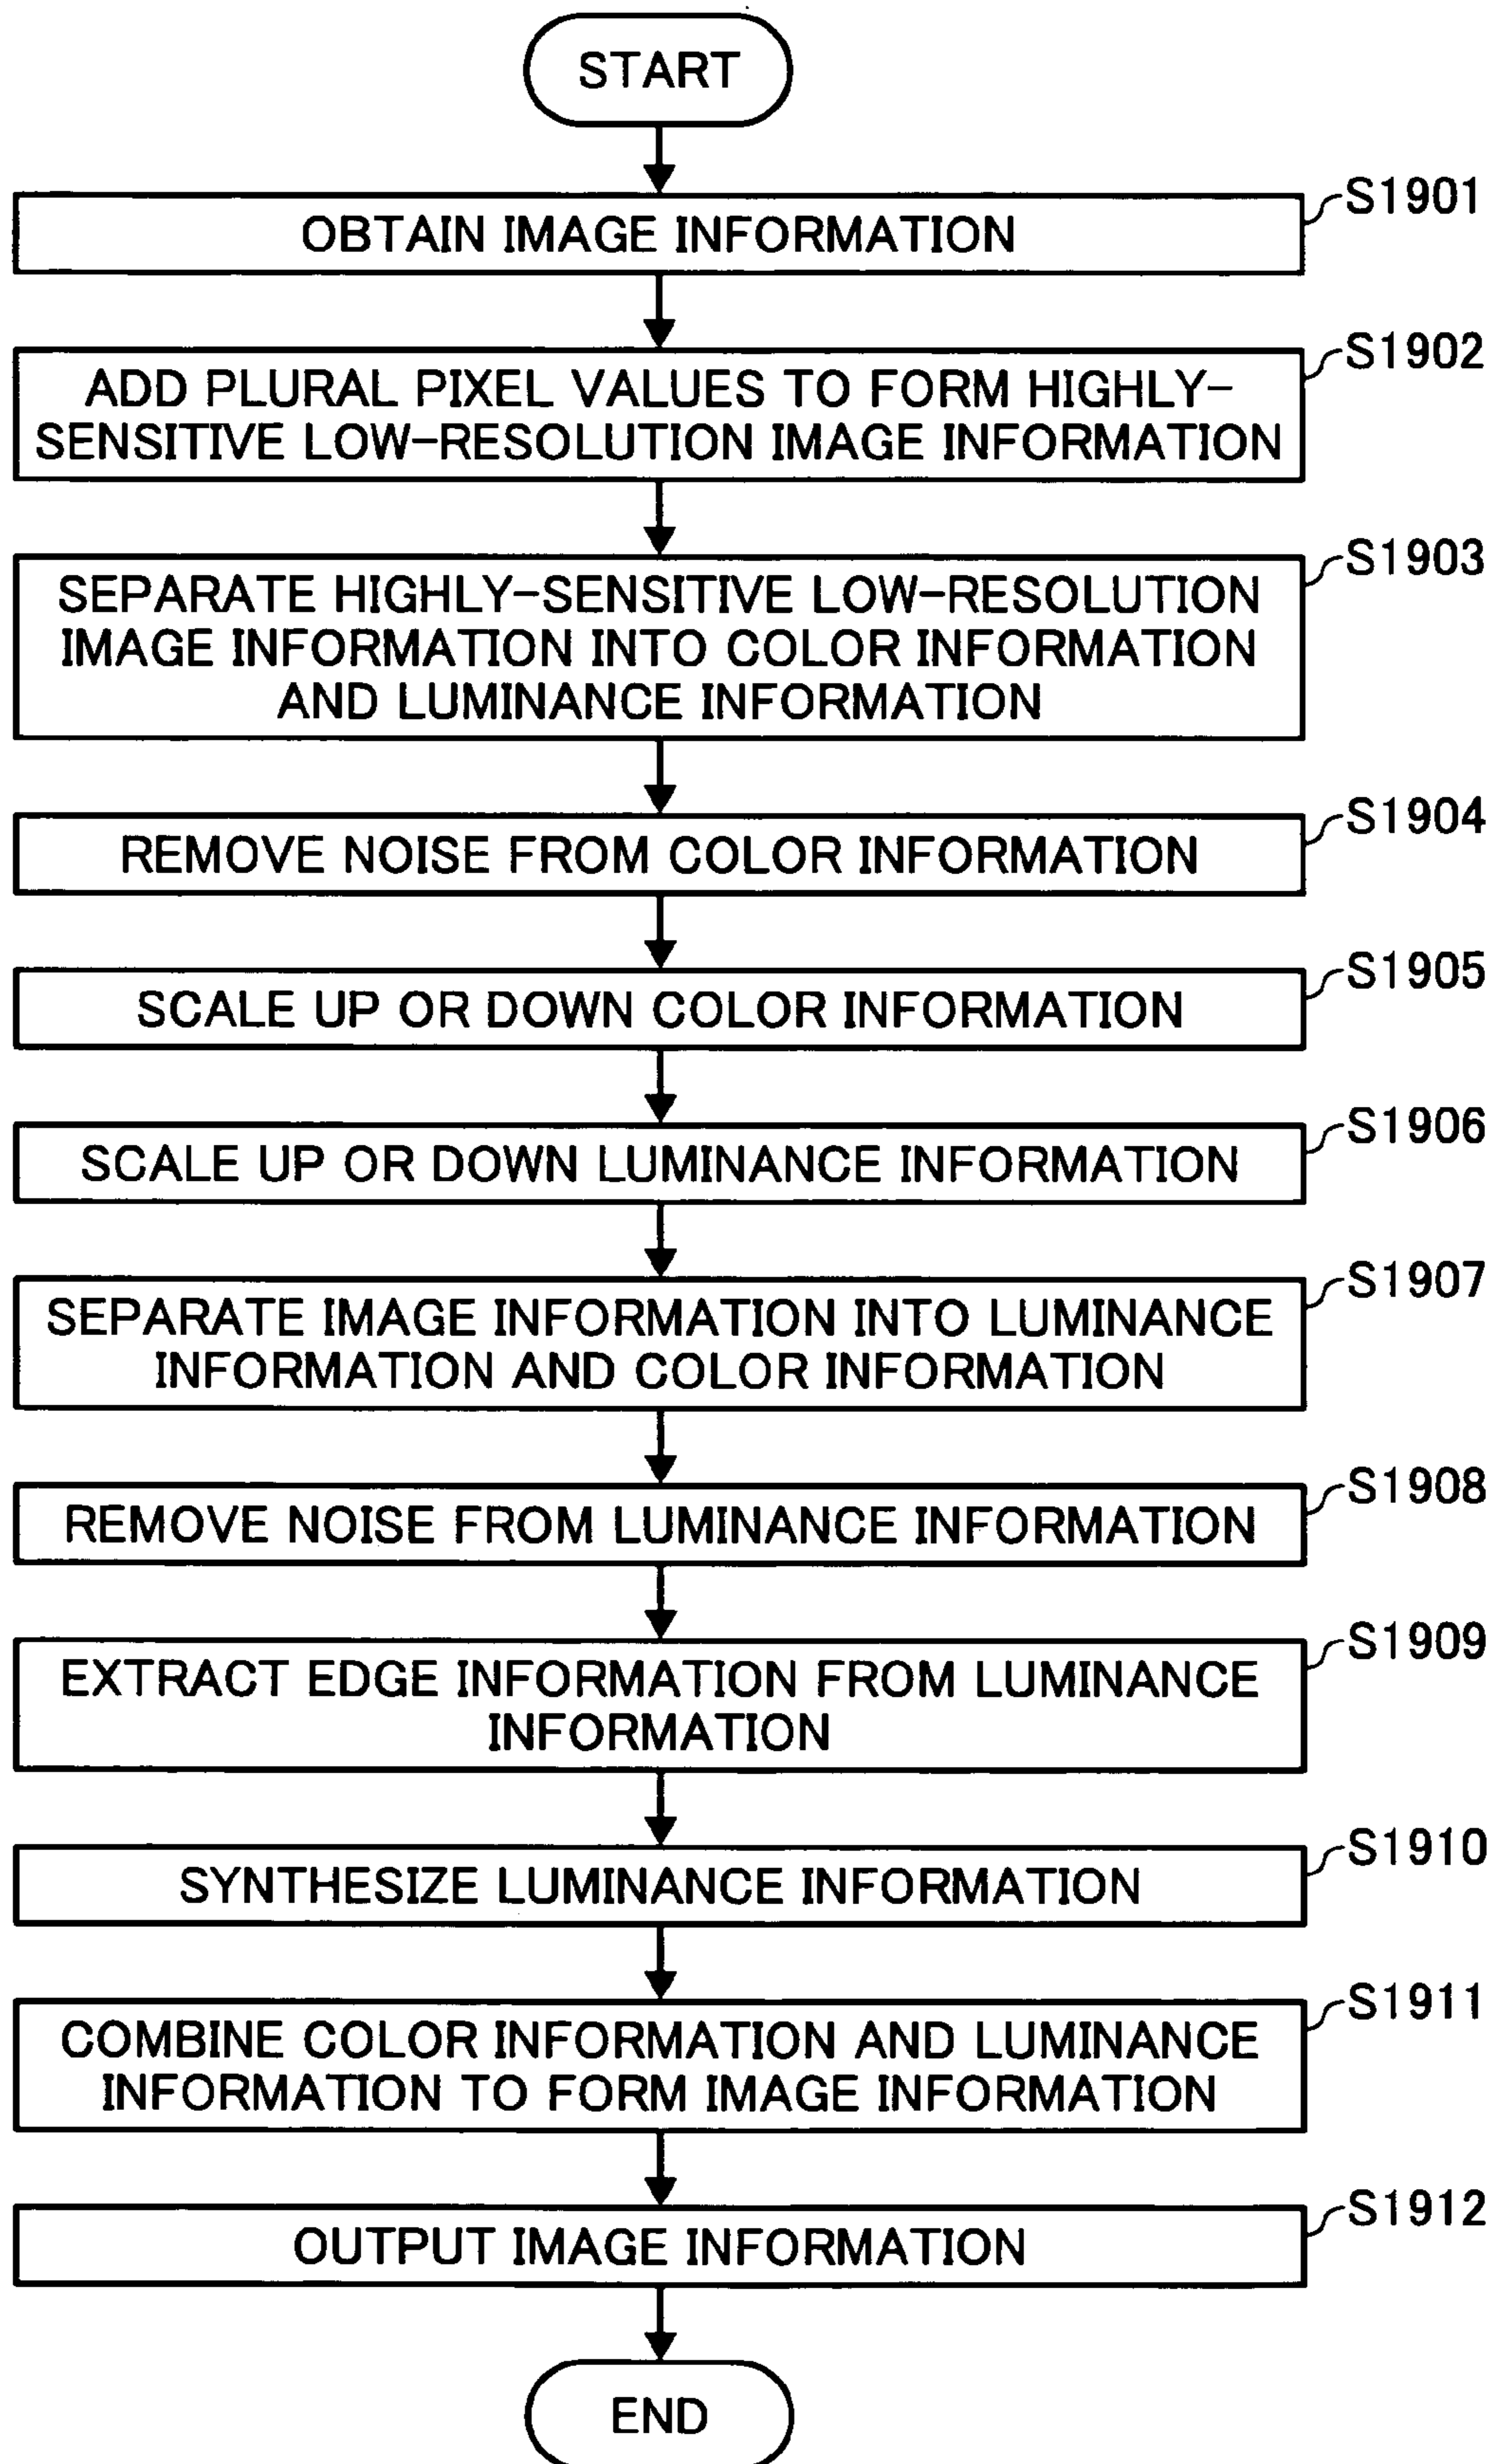 START
S1901
OBTAIN IMAGE INFORMATION
S1902
ADD PLURAL PIXEL VALUES TO FORM HIGHLY-
SENSITIVE LOW-RESOLUTION IMAGE INFORMATION
S1903
SEPARATE HIGHLY-SENSITIVE LOW-RESOLUTION
IMAGE INFORMATION INTO COLOR INFORMATION
AND LUMINANCE INFORMATION
S1904
REMOVE NOISE FROM COLOR INFORMATION
S1905
SCALE UP OR DOWN COLOR INFORMATION
S1906
SCALE UP OR DOWN LUMINANCE INFORMATION
S1907
SEPARATE IMAGE INFORMATION INTO LUMINANCE
INFORMATION AND COLOR INFORMATION
S1908
REMOVE NOISE FROM LUMINANCE INFORMATION
S1909
EXTRACT EDGE INFORMATION FROM LUMINANCE
INFORMATION
S1910
SYNTHESIZE LUMINANCE INFORMATION
S1911
COMBINE COLOR INFORMATION AND LUMINANCE
INFORMATION TO FORM IMAGE INFORMATION
S1912
OUTPUT IMAGE INFORMATION
END